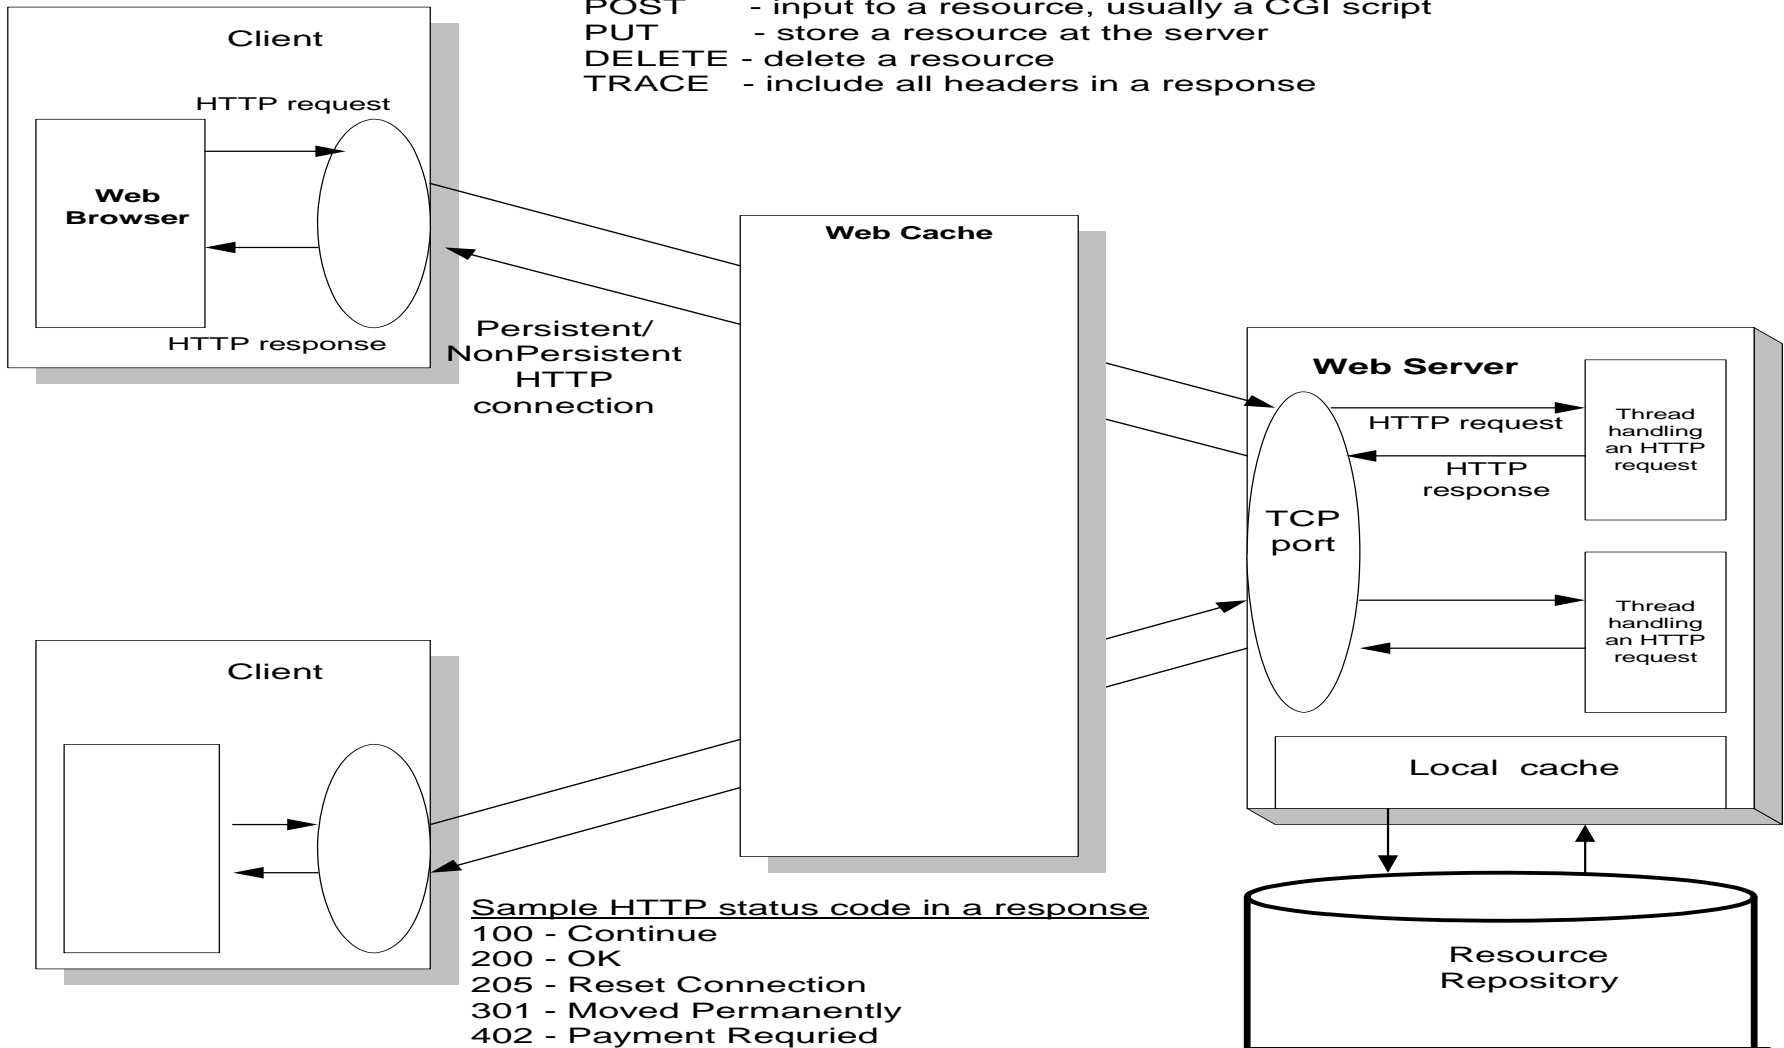 POST - input to a resource, usually a CGI script
PUT - store a resource at the server
DELETE - delete a resource
TRACE - include all headers in a response
Client
HTTP request
Web
Browser
HTTP response
Persistent/
NonPersistent
HTTP
connection
Web Cache
Web Server
HTTP request
HTTP
response
Thread
handling
an HTTP
request
TCP
port
Thread
handling
an HTTP
request
Local cache
Client
Sample HTTP status code in a response
100 - Continue
200 - OK
205 - Reset Connection
301 - Moved Permanently
402 - Payment Requried
Resource
Repository